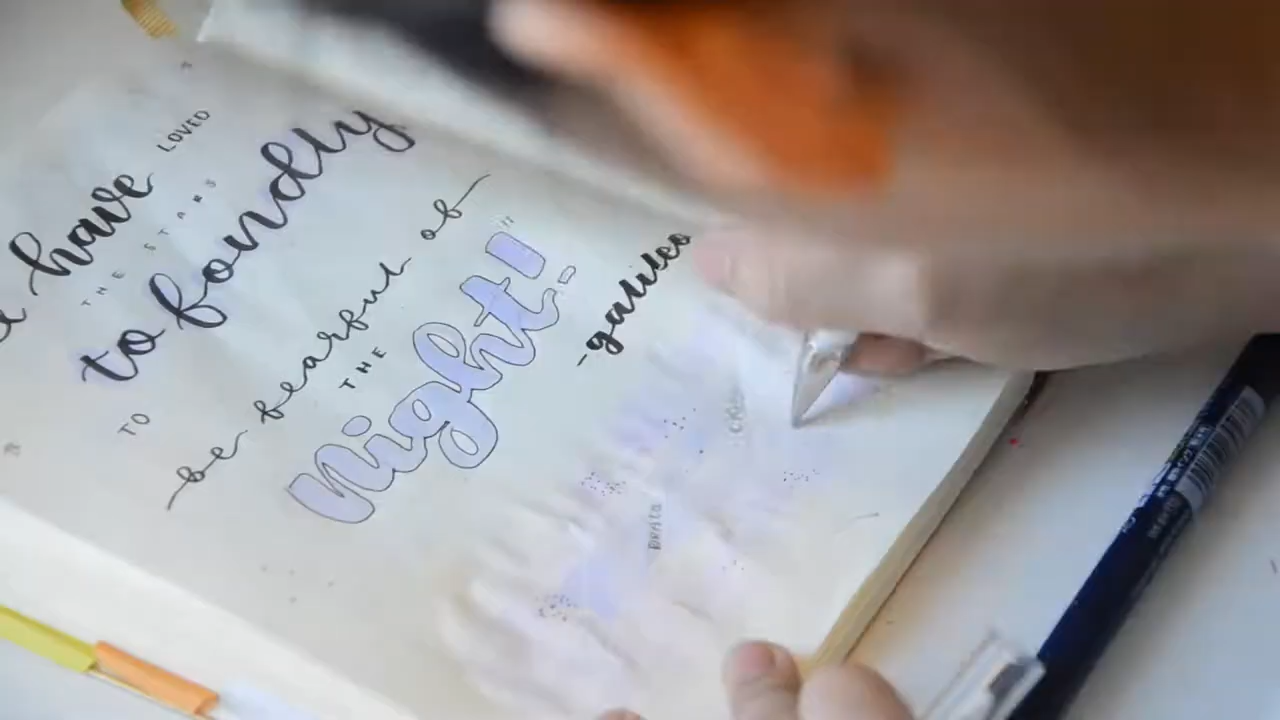 have
LOVED
THE STARS
to fondly
TO
be fearful of
THE
night!"
-galileo